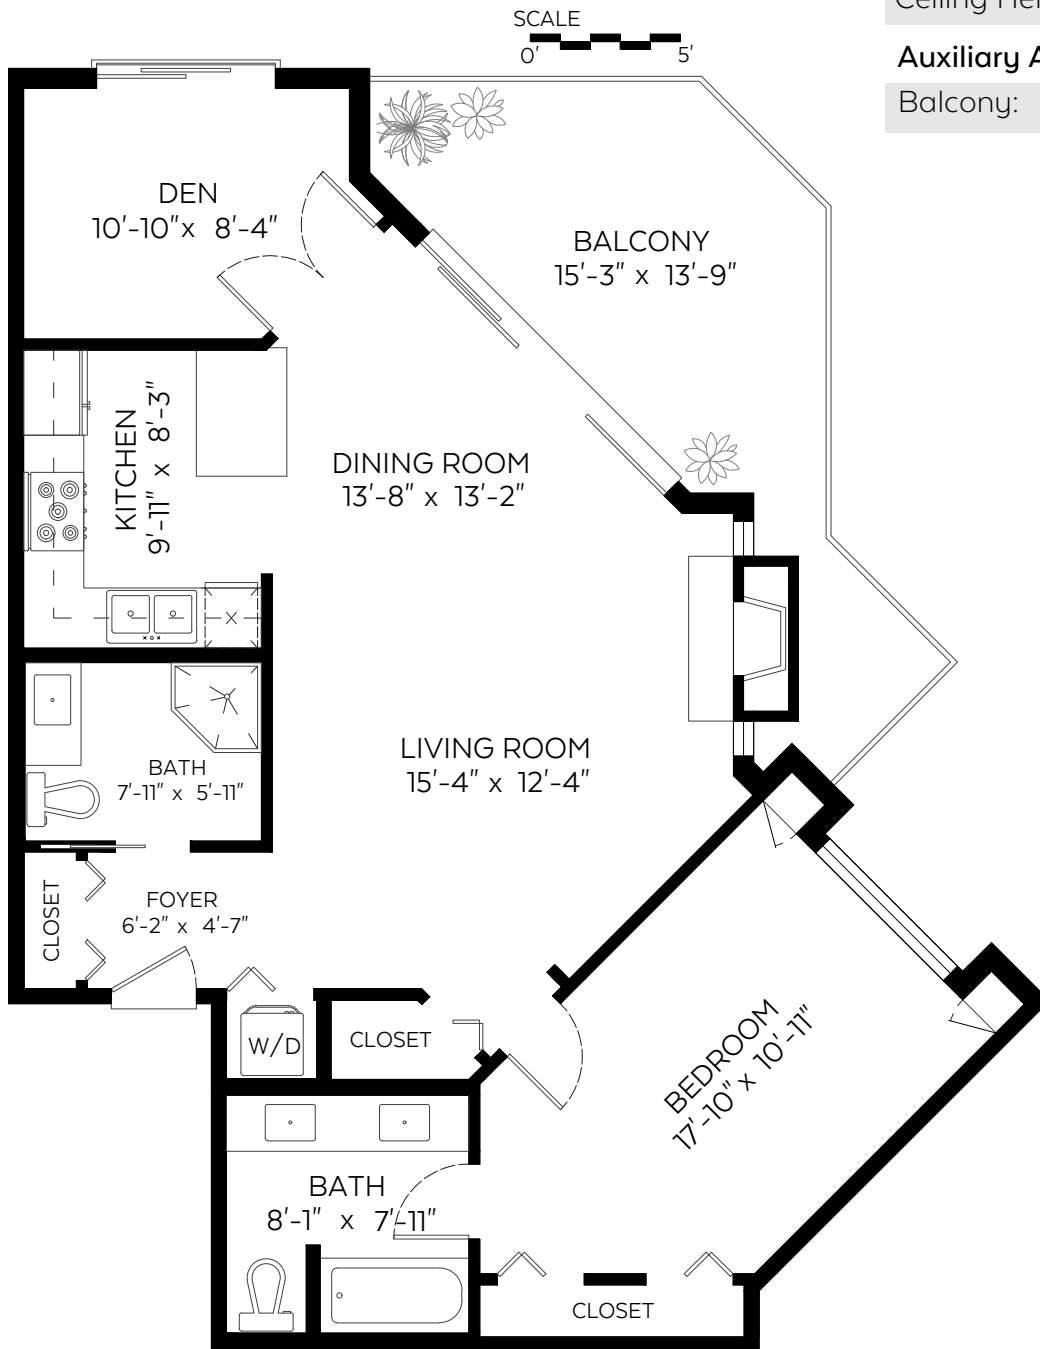 SCALE
0' 5'
Auxiliary
Balcony:
DEN
10'-10"x 8'-4"
BALCONY
15'-3" x 13'-9"
KITCHEN
9'-11" x 8'-3"
DINING ROOM
13'-8" x 13'-2"
LIVING ROOM
15'-4" x 12'-4"
BATH
7'-11" x 5'-11"
CLOSET
FOYER
6'-2" x 4'-7"
W/D
CLOSET
BEDROOM
17'-10" x 10'-11"
BATH
8'-1" x 7'-11"
CLOSET